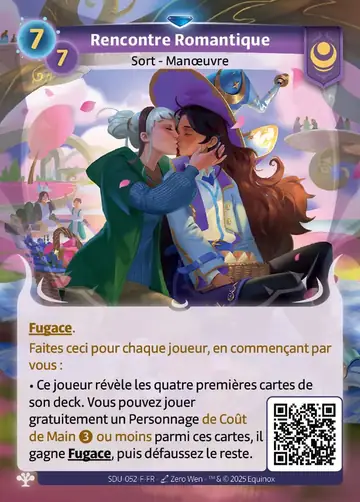 7
7
Rencontre Romantique
Sort - Manœuvre
Fugace.
Faites ceci pour chaque joueur, en commençant par
vous :
• Ce joueur révèle les quatre premières cartes de
son deck. Vous pouvez jouer
gratuitement un Personnage de Coût
de Main 3 ou moins parmi ces cartes, il
gagne Fugace, puis défaussez le reste.
SDU-052-F-FR - Zero Wen - ™ & © 2025 Equinox